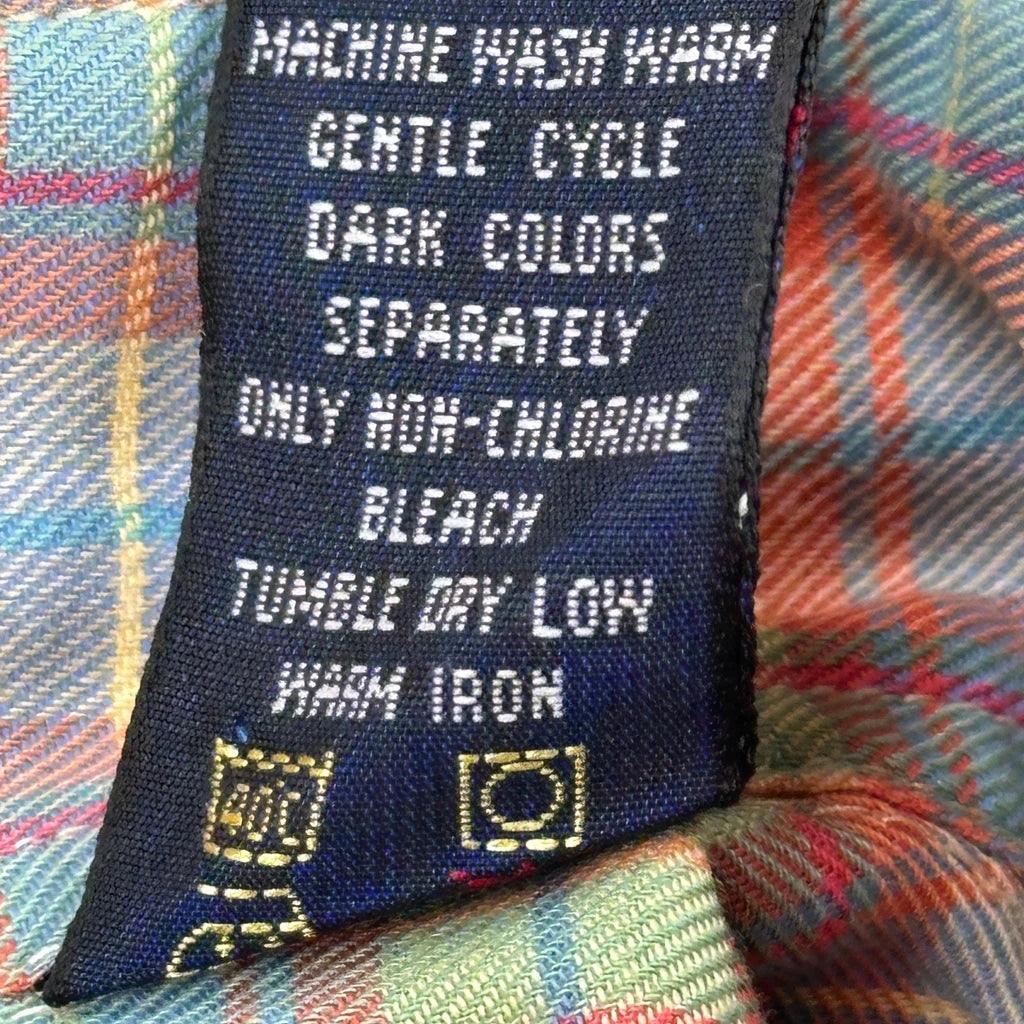 MACHINE WASH WARM
GENTLE CYCLE
DARK COLORS
SEPARATELY
ONLY NON-CHLORINE
BLEACH
TUMBLE DRY LOW
WARM IRON
40C